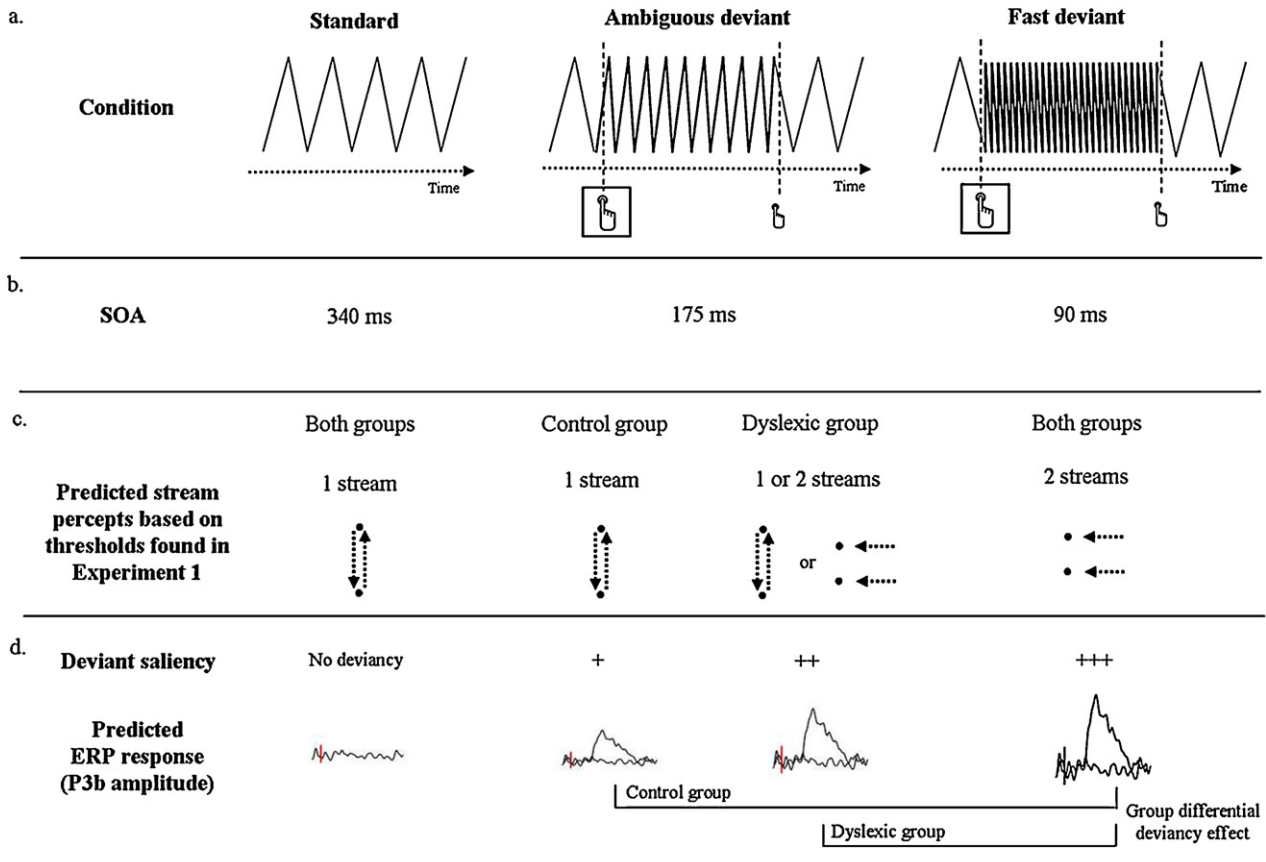 a.
Standard
Ambiguous deviant
Fast deviant
Condition
Time
Time
Time
b.
SOA
340 ms
175 ms
90 ms
c.
Both groups
Control group
Dyslexic group
Both groups
Predicted stream
percepts based on
thresholds found in
Experiment 1
1 stream
1 stream
1 or 2 streams
2 streams
or
d.
Deviant saliency
No deviancy
+
++
+++
Predicted
ERP response
(P3b amplitude)
Control group
Dyslexic group
Group differential
deviancy effect